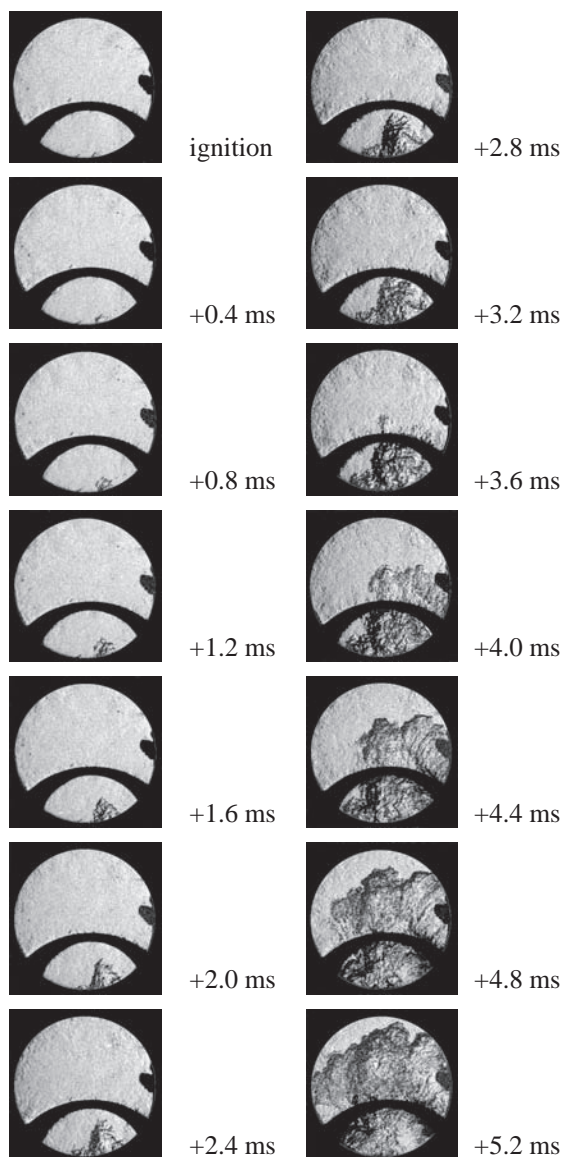 ignition
+0.4 ms
+0.8 ms
+1.2 ms
+1.6 ms
+2.0 ms
+2.4 ms
+2.8 ms
+3.2 ms
+3.6 ms
+4.0 ms
+4.4 ms
+4.8 ms
+5.2 ms